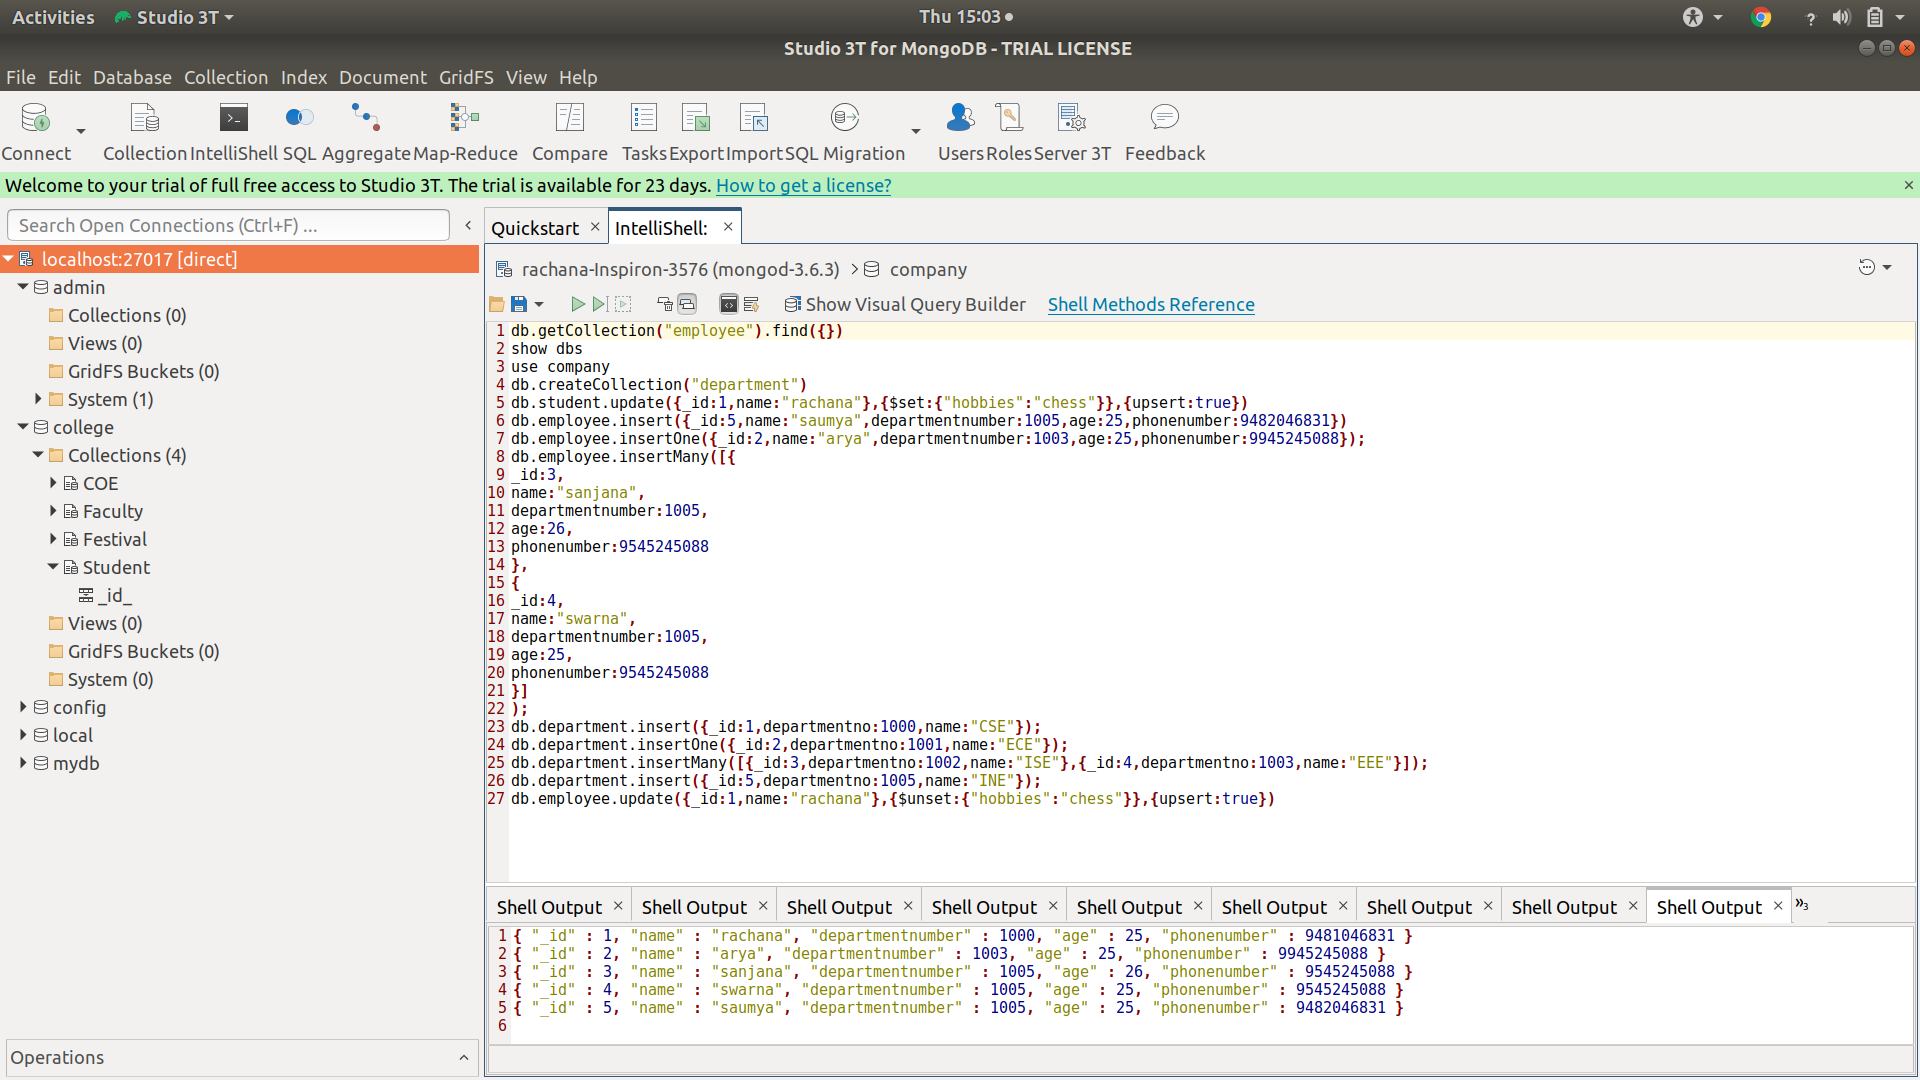 Activities Studio 3T Thu 15:03
Studio 3T for MongoDB - TRIAL LICENSE
File Edit Database Collection Index Document GridFS View Help
Connect Collection IntelliShell SQL Aggregate Map-Reduce Compare Tasks Export Import SQL Migration Users Roles Server 3T Feedback
Welcome to your trial of full free access to Studio 3T. The trial is available for 23 days. How to get a license?
Search Open Connections (Ctrl+F) ...
localhost:27017 [direct]
admin
Collections (0)
Views (0)
GridFS Buckets (0)
System (1)
college
Collections (4)
COE
Faculty
Festival
Student
_id_
Views (0)
GridFS Buckets (0)
System (0)
config
local
mydb
Operations
Quickstart IntelliShell:
rachana-Inspiron-3576 (mongod-3.6.3) company
Show Visual Query Builder Shell Methods Reference
1 db.getCollection("employee").find({})
2 show dbs
3 use company
4 db.createCollection("department")
5 db.student.update({_id:1,name:"rachana"},{$set:{"hobbies":"chess"}},{upsert:true})
6 db.employee.insert({_id:5,name:"saumya",departmentnumber:1005,age:25,phonenumber:9482046831})
7 db.employee.insertOne({_id:2,name:"arya",departmentnumber:1003,age:25,phonenumber:9945245088});
8 db.employee.insertMany([{
9 _id:3,
10 name:"sanjana",
11 departmentnumber:1005,
12 age:26,
13 phonenumber:9545245088
14 },
15 {
16 _id:4,
17 name:"swarna",
18 departmentnumber:1005,
19 age:25,
20 phonenumber:9545245088
21 }]
22 );
23 db.department.insert({_id:1,departmentno:1000,name:"CSE"});
24 db.department.insertOne({_id:2,departmentno:1001,name:"ECE"});
25 db.department.insertMany([{_id:3,departmentno:1002,name:"ISE"},{_id:4,departmentno:1003,name:"EEE"}]);
26 db.department.insert({_id:5,departmentno:1005,name:"INE"});
27 db.employee.update({_id:1,name:"rachana"},{$unset:{"hobbies":"chess"}},{upsert:true})
Shell Output Shell Output Shell Output Shell Output Shell Output Shell Output Shell Output Shell Output Shell Output »3
1 { "_id" : 1, "name" : "rachana", "departmentnumber" : 1000, "age" : 25, "phonenumber" : 9481046831 }
2 { "_id" : 2, "name" : "arya", "departmentnumber" : 1003, "age" : 25, "phonenumber" : 9945245088 }
3 { "_id" : 3, "name" : "sanjana", "departmentnumber" : 1005, "age" : 26, "phonenumber" : 9545245088 }
4 { "_id" : 4, "name" : "swarna", "departmentnumber" : 1005, "age" : 25, "phonenumber" : 9545245088 }
5 { "_id" : 5, "name" : "saumya", "departmentnumber" : 1005, "age" : 25, "phonenumber" : 9482046831 }
6